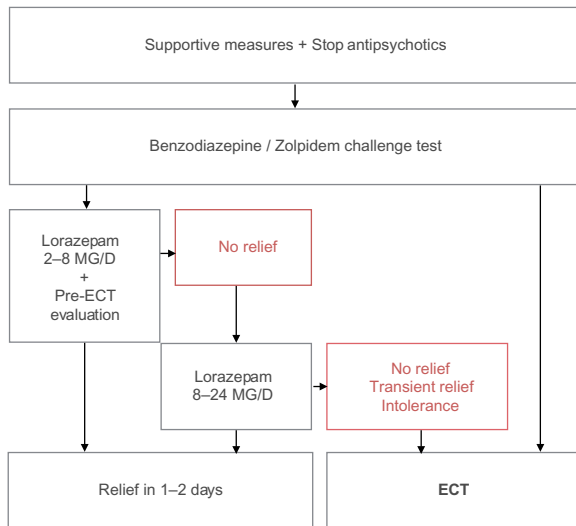 Supportive measures + Stop antipsychotics
Benzodiazepine / Zolpidem challenge test
Lorazepam
2–8 MG/D
+
Pre-ECT
evaluation
No relief
Lorazepam
8–24 MG/D
No relief
Transient relief
Intolerance
Relief in 1–2 days
ECT